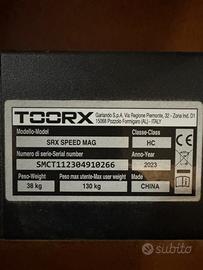 TOORX
Garlando S.p.A. Via Regione Piemonte, 32 - Zona Ind. D1
15068 Pozzolo Formigaro (AL) - ITALY
Modello-Model Classe-Class
SRX SPEED MAG HC
Numero di serie-Serial number Anno-Year
SMCT112304910266 2023
Peso-Weight Peso max utente-Max user weight Made in
38 kg 130 kg CHINA
subito